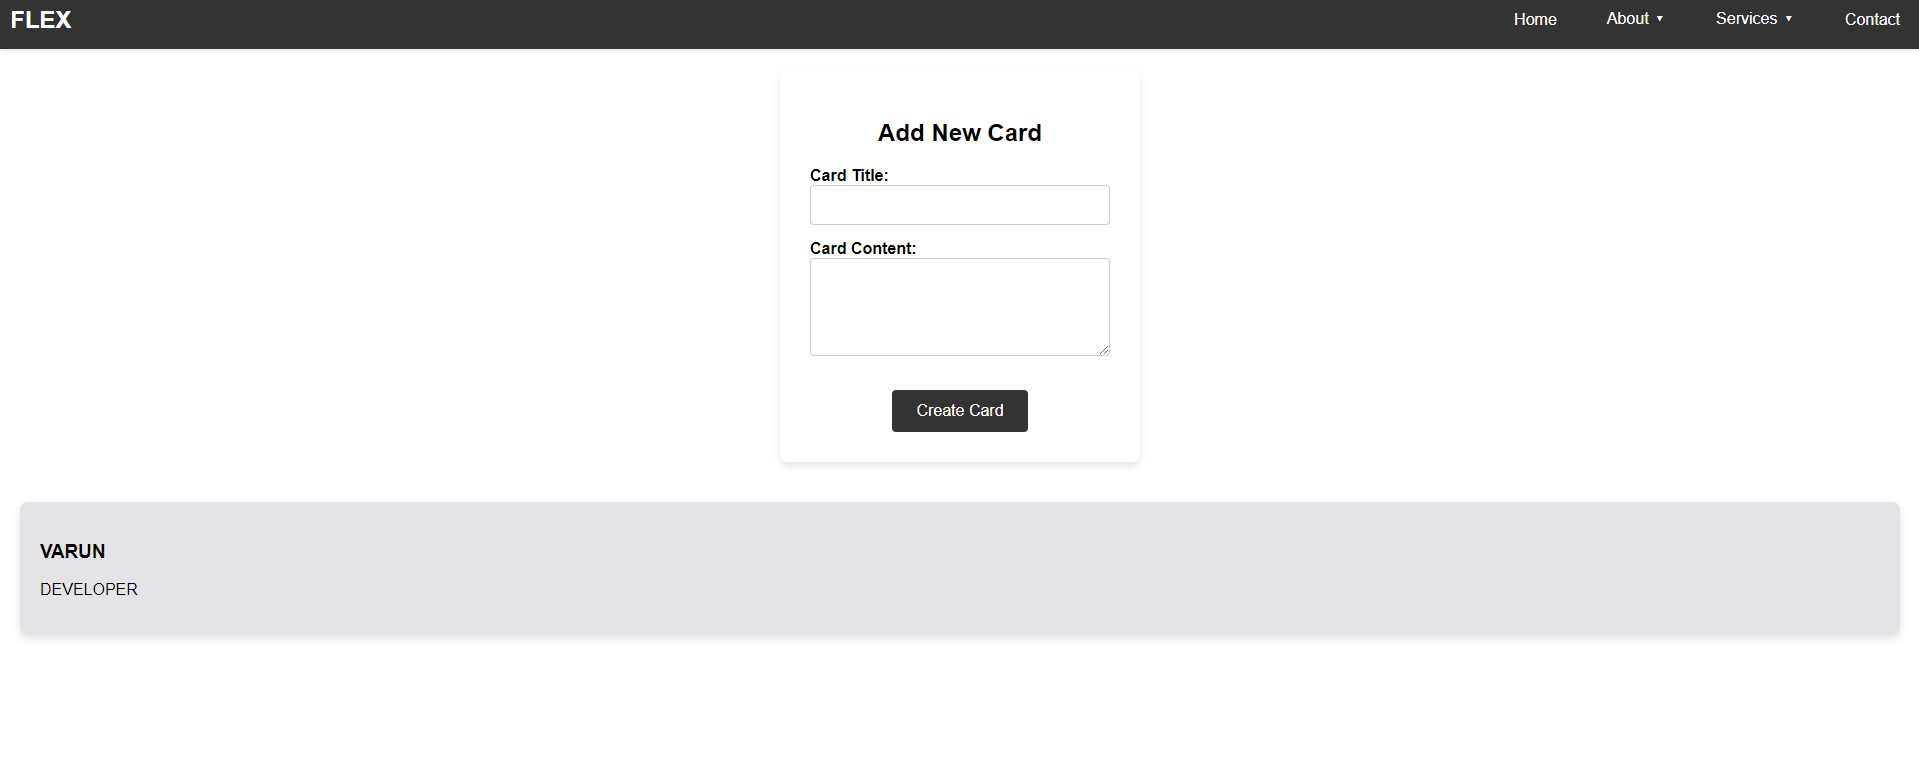 FLEX Home About ▼ Services ▼ Contact
Add New Card
Card Title:
Card Content:
Create Card
VARUN
DEVELOPER